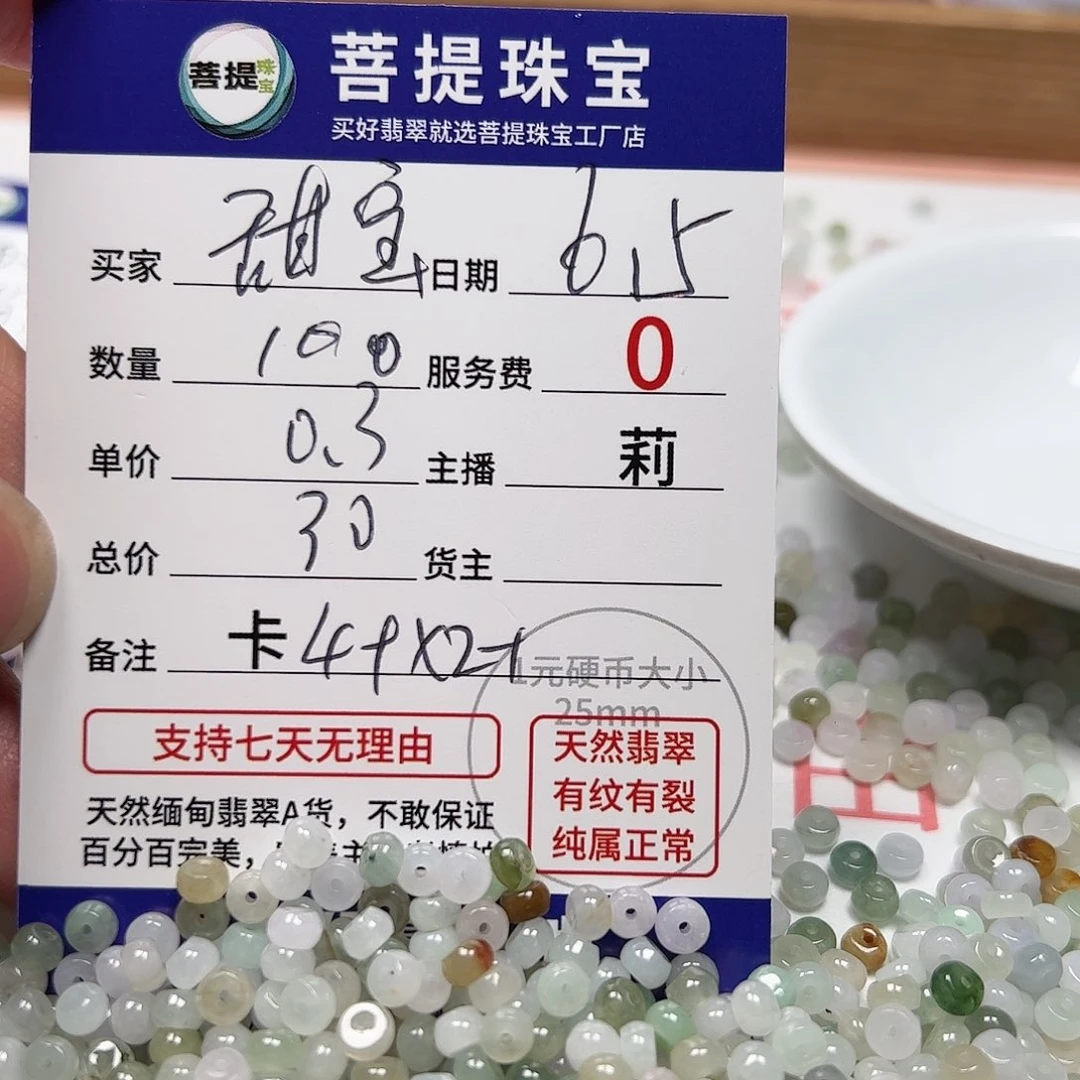 菩提珠宝
菩提珠宝
买好翡翠就选菩提珠宝工厂店
买家 甜宝 日期 6.5
数量 100 服务费 0
单价 0.3 主播 莉
总价 30 货主
备注 卡4+X2+
1元硬币大小
25mm
支持七天无理由
天然翡翠
有纹有裂
纯属正常
天然缅甸翡翠A货，不敢保证
百分百完美，